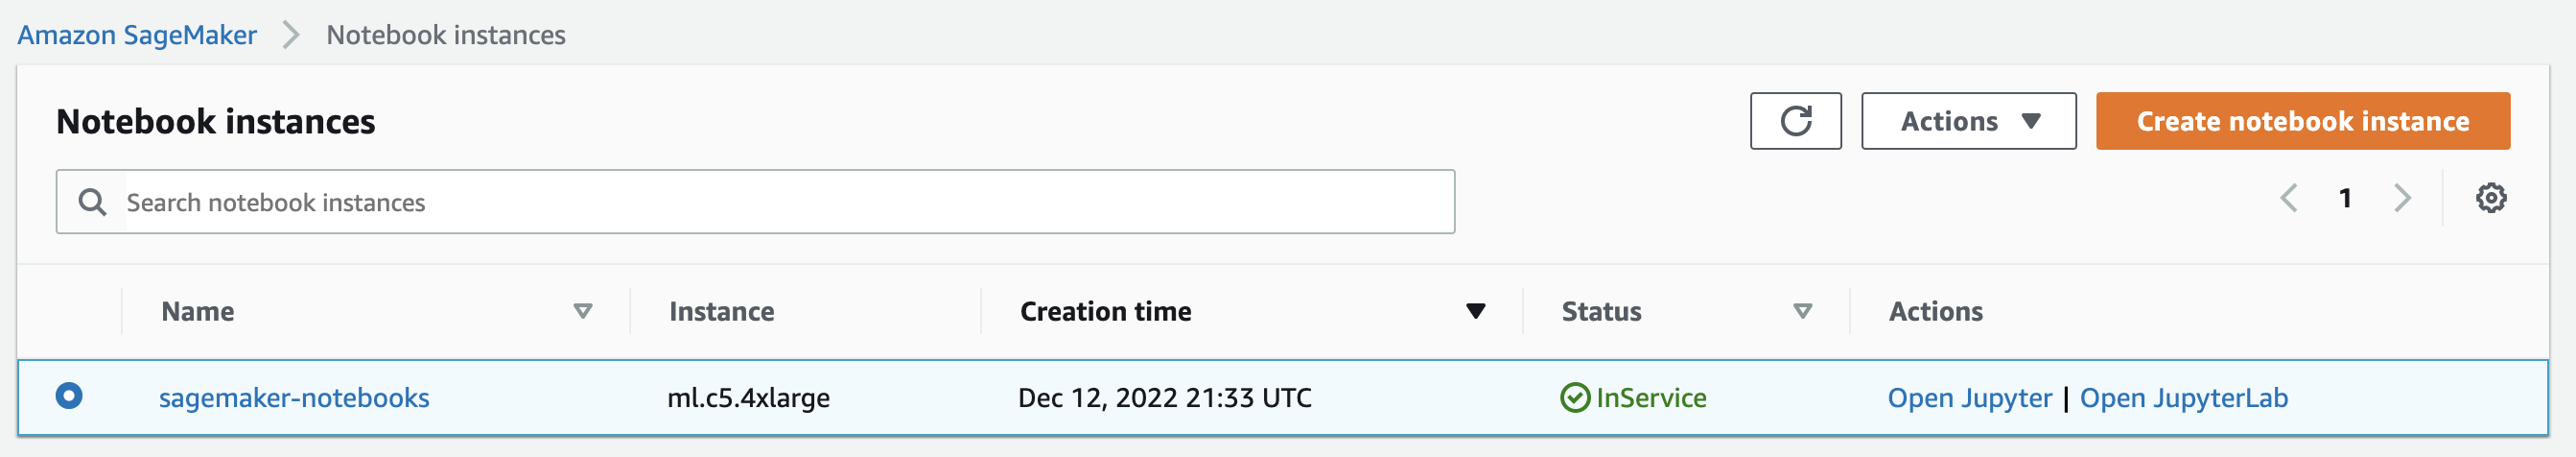 Amazon SageMaker > Notebook instances
Notebook instances
Actions
Create notebook instance
Search notebook instances
1
Name Instance Creation time Status Actions
sagemaker-notebooks ml.c5.4xlarge Dec 12, 2022 21:33 UTC InService Open Jupyter | Open JupyterLab